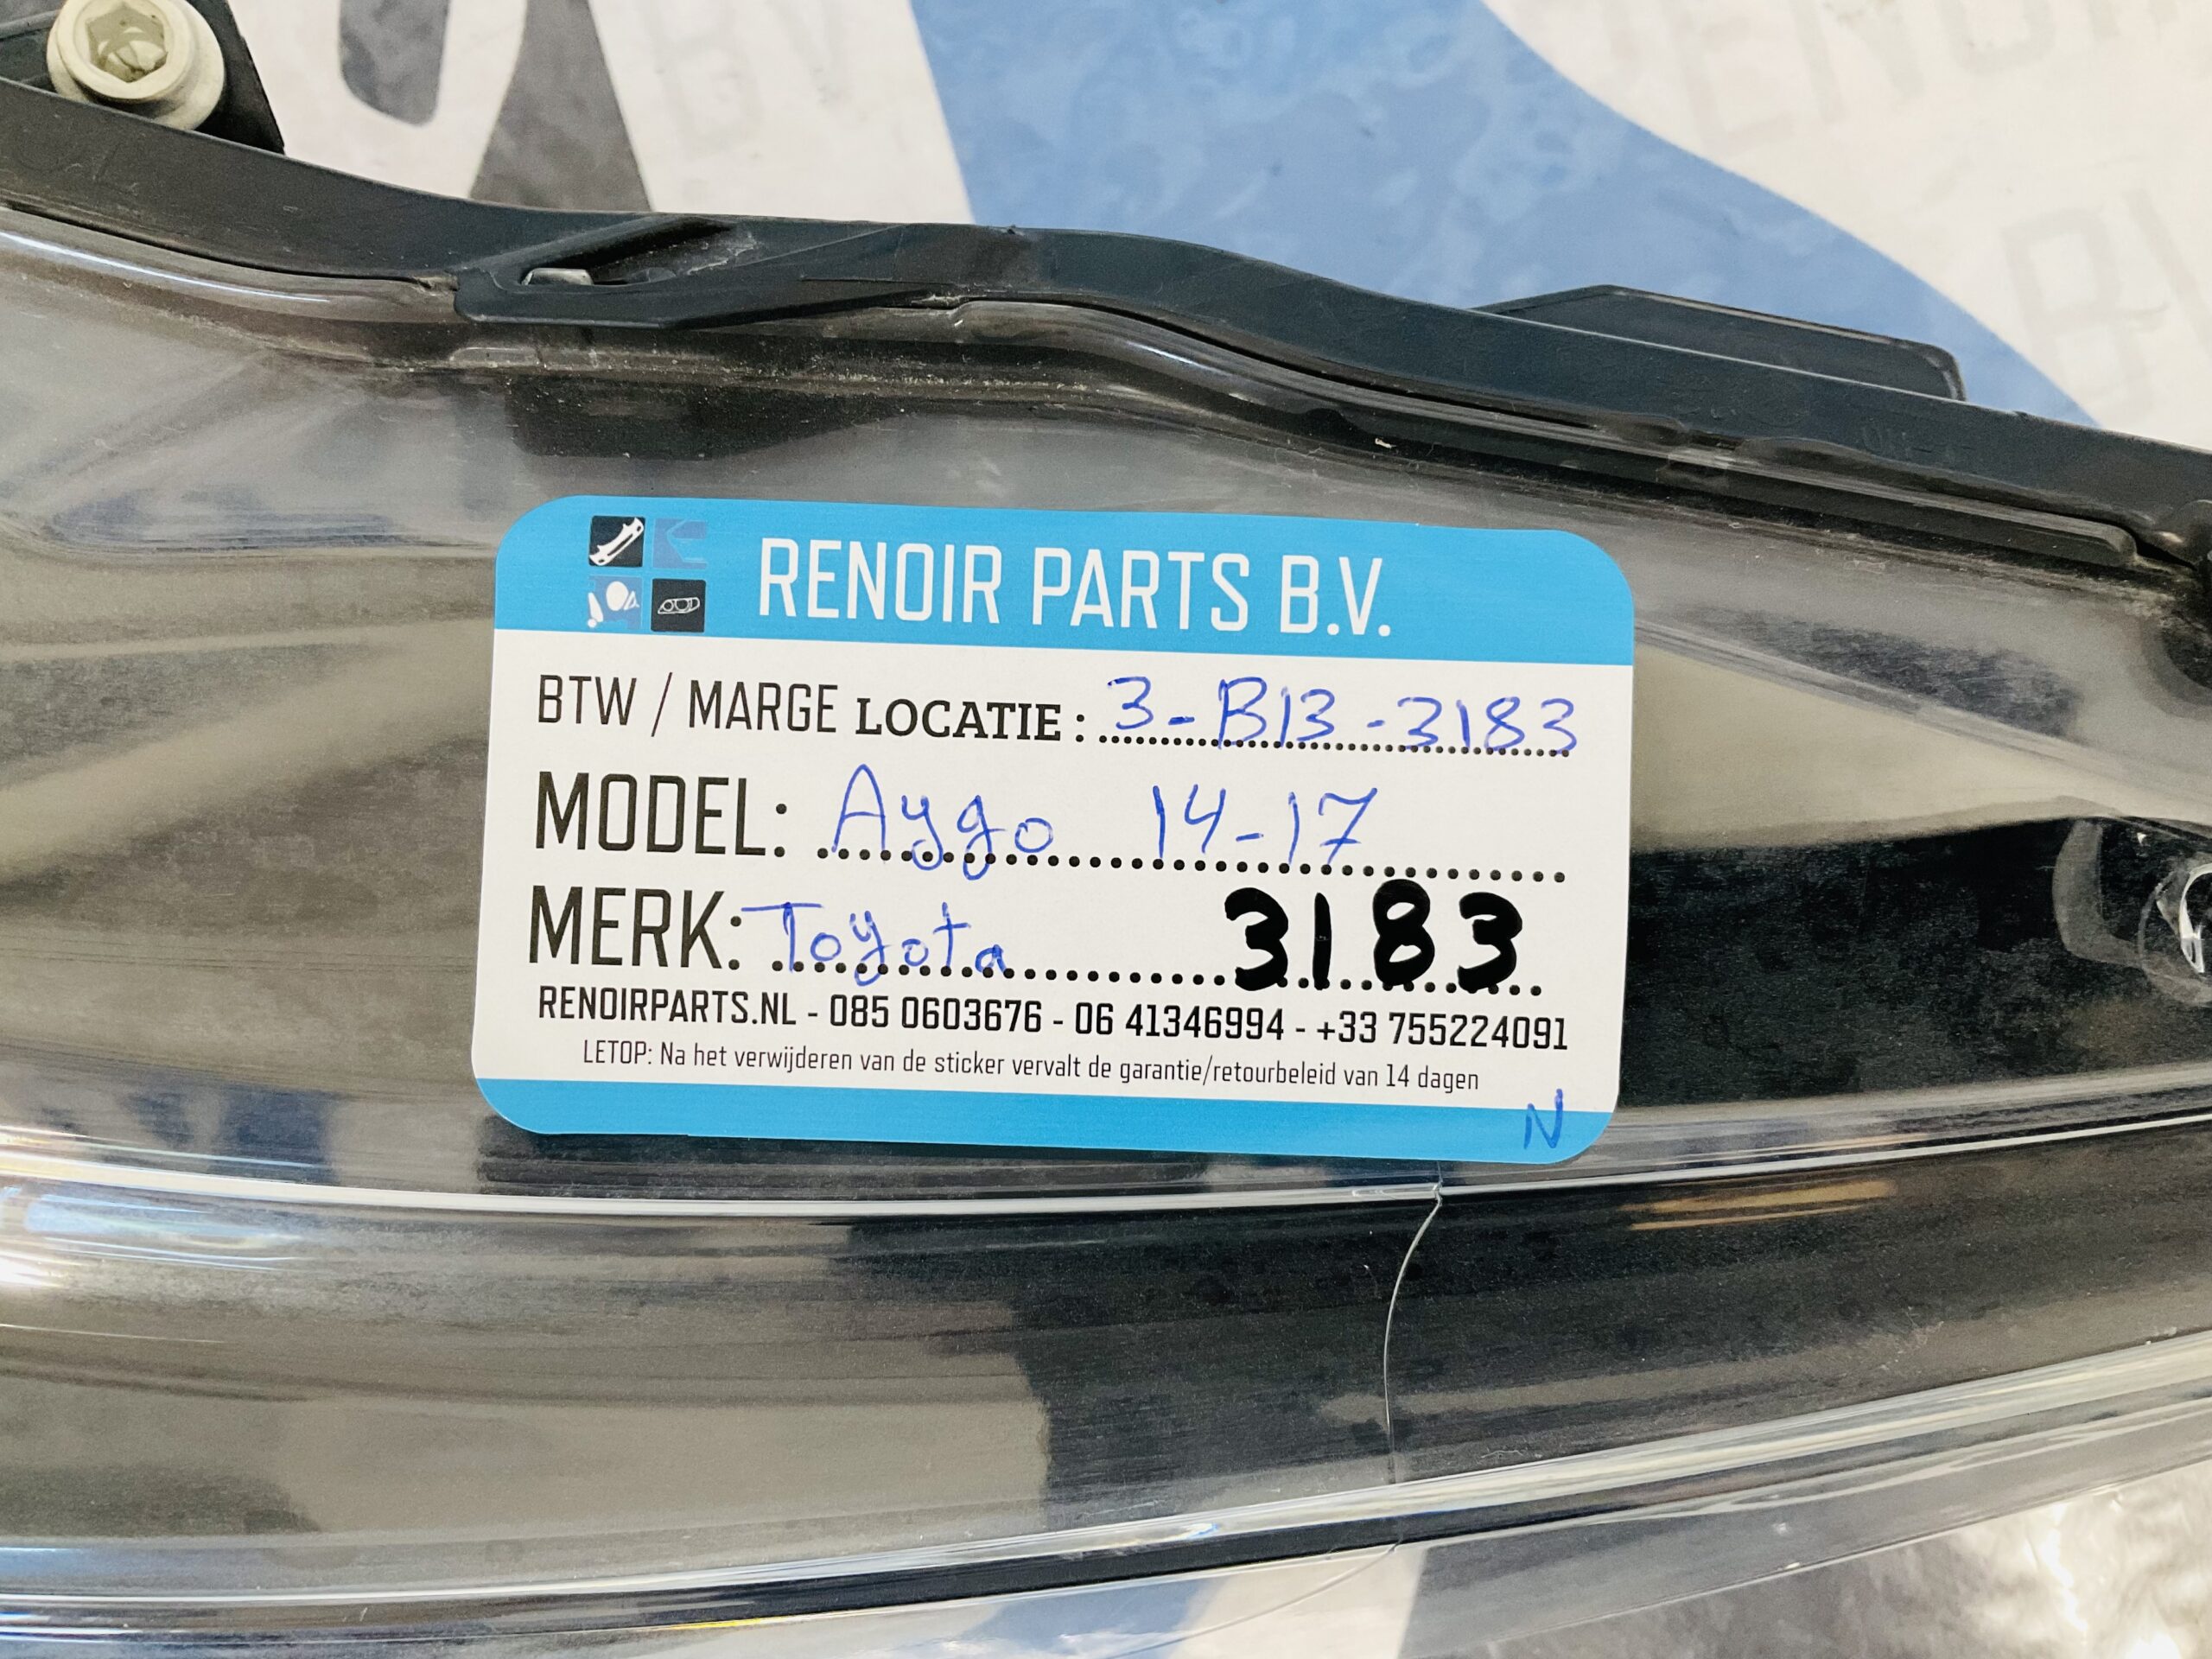 RENOIR PARTS B.V.
BTW / MARGE LOCATIE : 3-B13-3183
MODEL: Aygo 14-17
MERK: Toyota 3183
RENOIRPARTS.NL - 085 0603676 - 06 41346994 - +33 755224091
LETOP: Na het verwijderen van de sticker vervalt de garantie/retourbeleid van 14 dagen
N